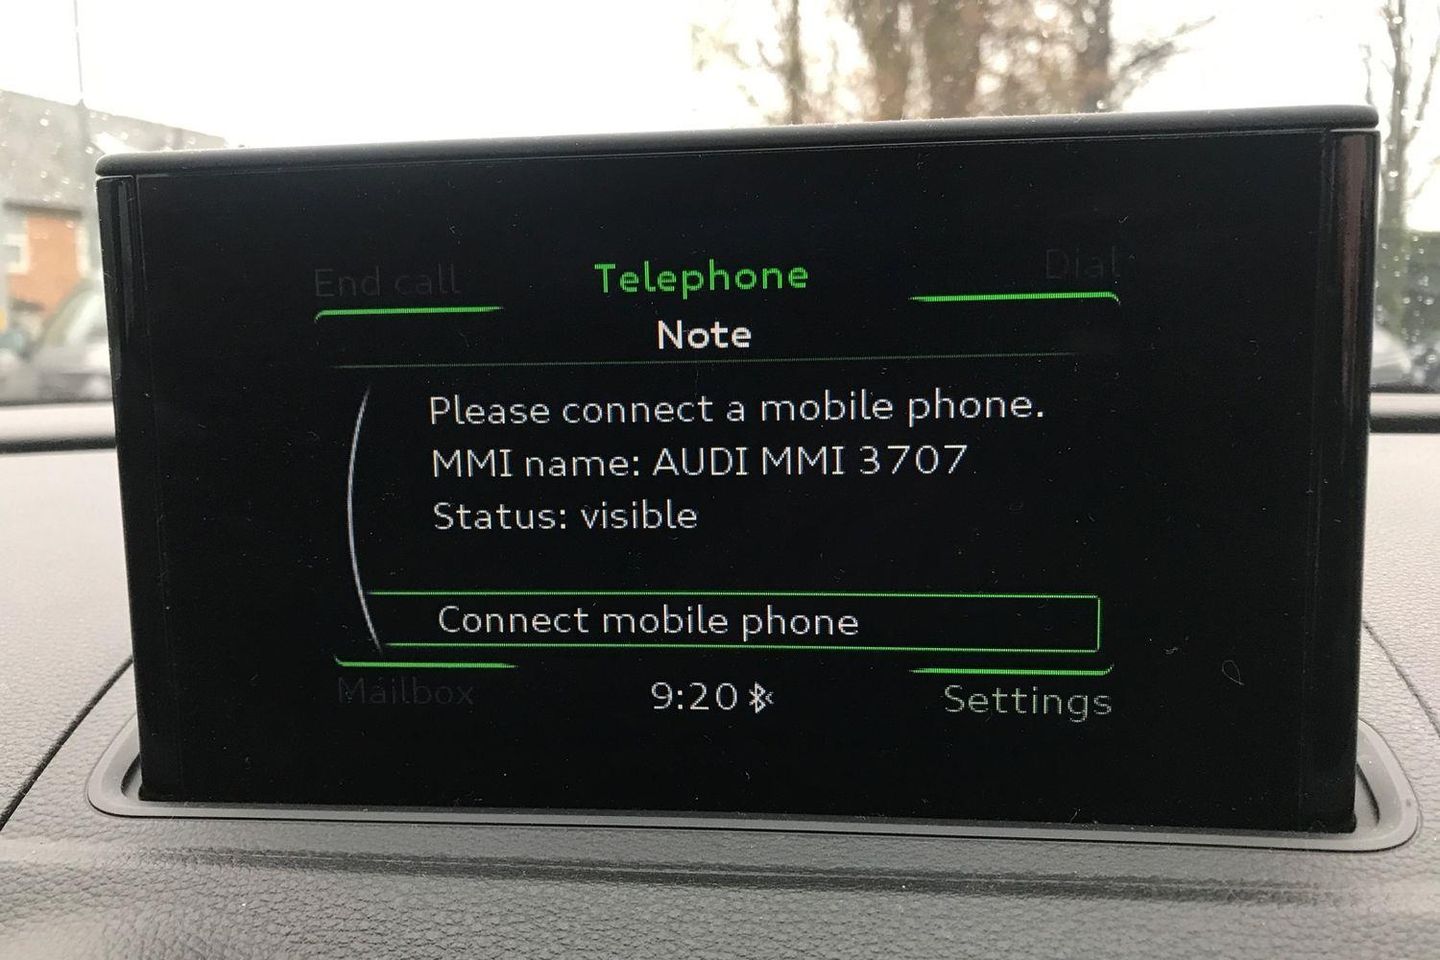 End call
Telephone
Dial
Note
Please connect a mobile phone.
MMI name: AUDI MMI 3707
Status: visible
Connect mobile phone
Mailbox
9:20
Settings